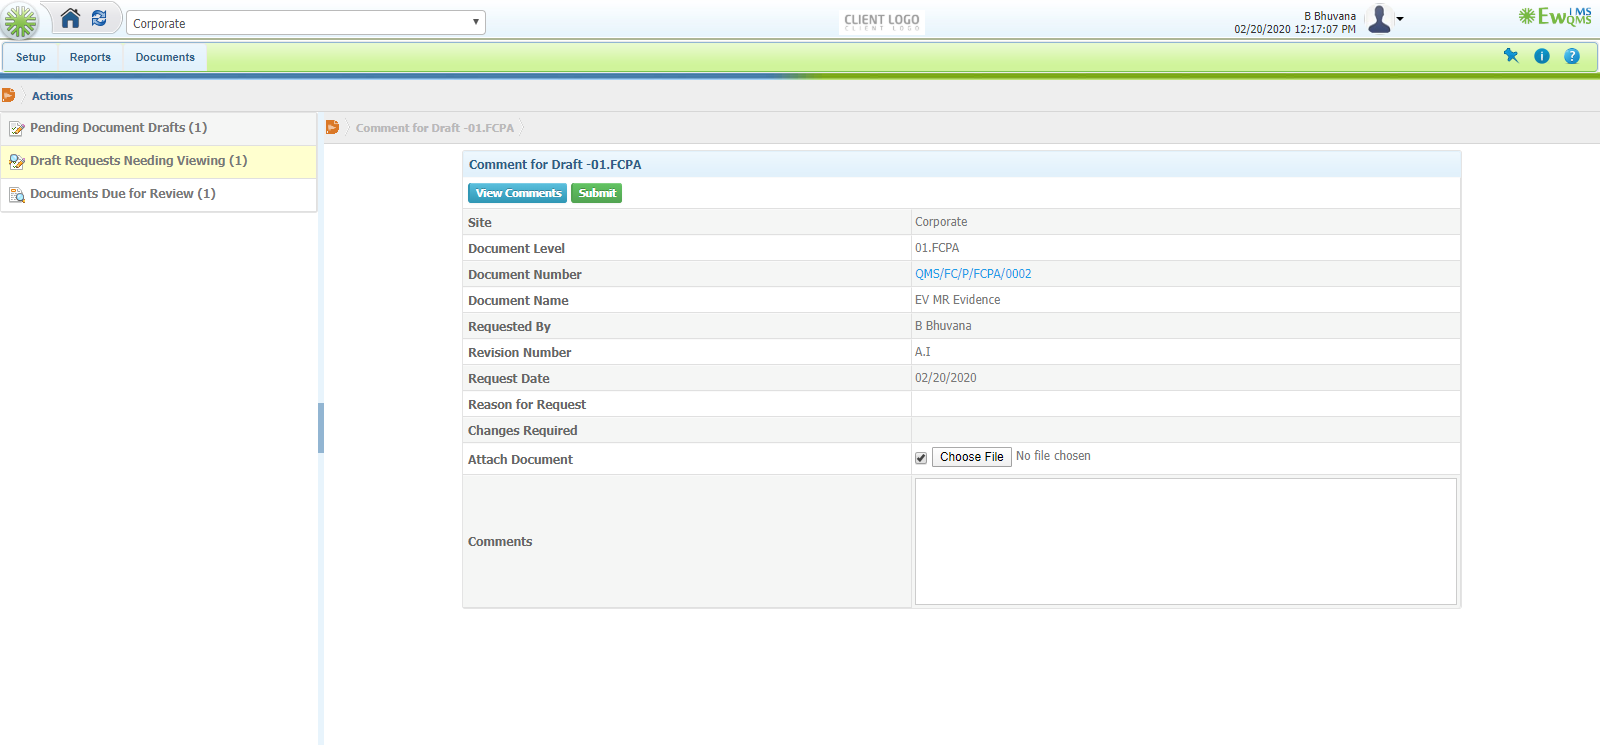 Corporate
CLIENT LOGO
CLIENT LOGO
B Bhuvana
02/20/2020 12:17:07 PM
EwIMS
QMS
Setup Reports Documents
Actions
Pending Document Drafts (1)
Draft Requests Needing Viewing (1)
Documents Due for Review (1)
Comment for Draft -01.FCPA
Comment for Draft -01.FCPA
View Comments Submit
Site Corporate
Document Level 01.FCPA
Document Number QMS/FC/P/FCPA/0002
Document Name EV MR Evidence
Requested By B Bhuvana
Revision Number A.I
Request Date 02/20/2020
Reason for Request
Changes Required
Attach Document Choose File No file chosen
Comments